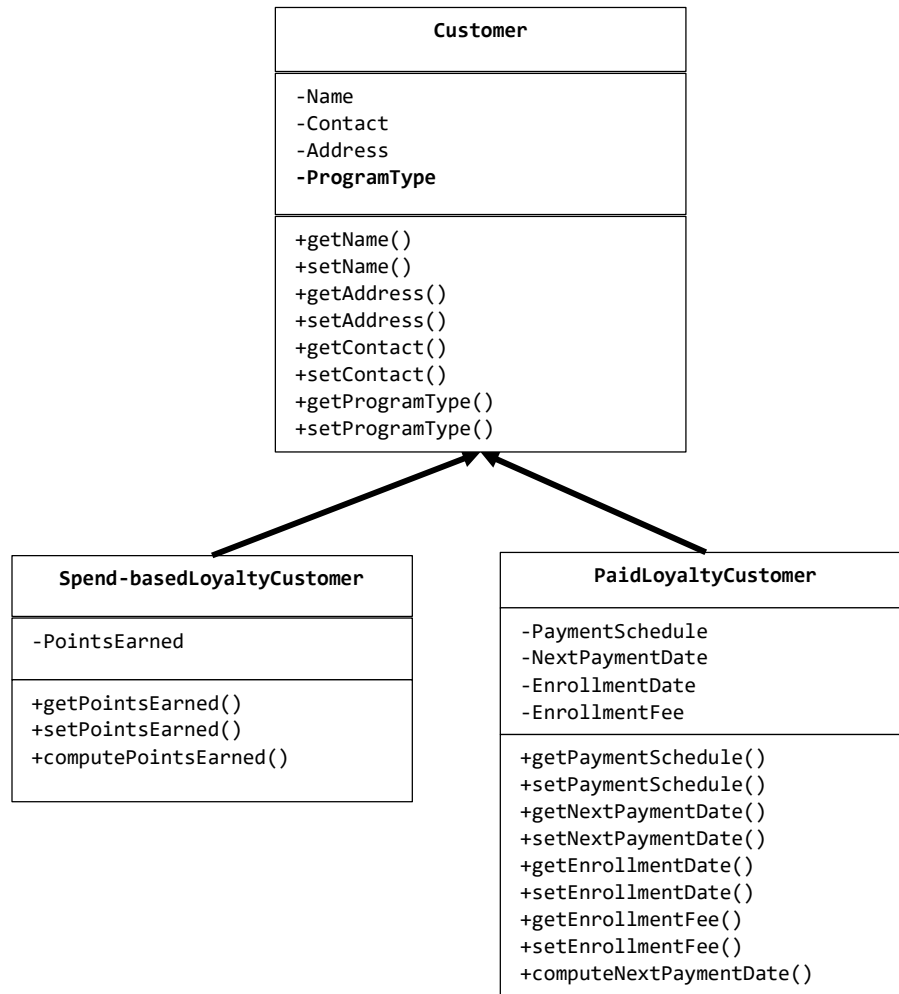 Customer
-Name
-Contact
-Address
-ProgramType
+getName()
+setName()
+getAddress()
+setAddress()
+getContact()
+setContact()
+getProgramType()
+setProgramType()
Spend-basedLoyaltyCustomer
-PointsEarned
+getPointsEarned()
+setPointsEarned()
+computePointsEarned()
PaidLoyaltyCustomer
-PaymentSchedule
-NextPaymentDate
-EnrollmentDate
-EnrollmentFee
+getPaymentSchedule()
+setPaymentSchedule()
+getNextPaymentDate()
+setNextPaymentDate()
+getEnrollmentDate()
+setEnrollmentDate()
+getEnrollmentFee()
+setEnrollmentFee()
+computeNextPaymentDate()